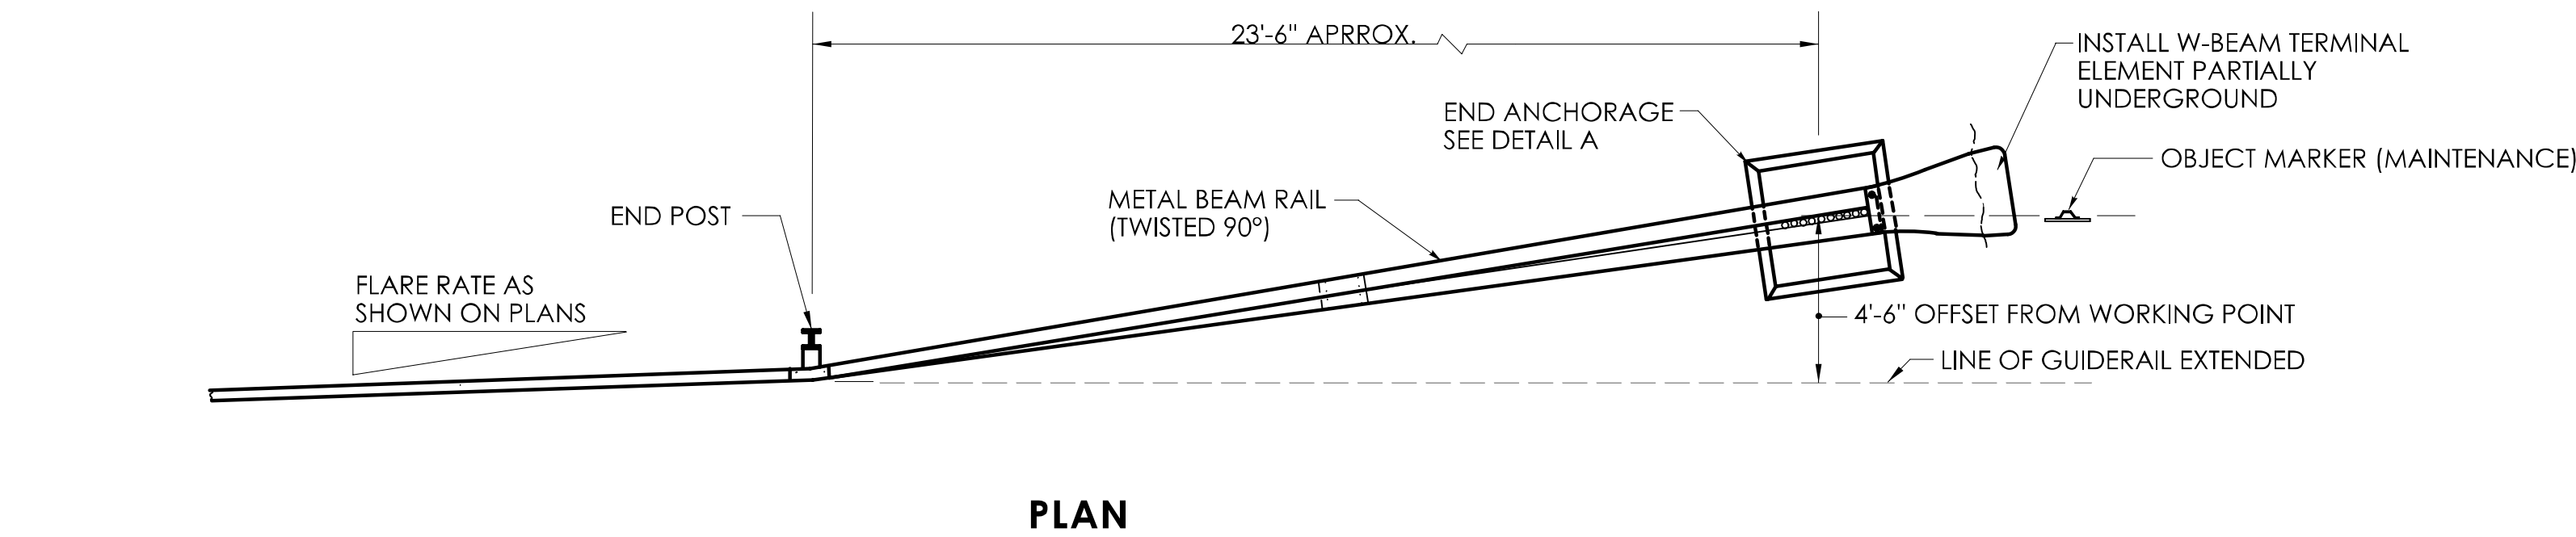 23'-6" APRROX.
INSTALL W-BEAM TERMINAL
ELEMENT PARTIALLY
UNDERGROUND
END ANCHORAGE
SEE DETAIL A
OBJECT MARKER (MAINTENANCE)
METAL BEAM RAIL
(TWISTED 90°)
END POST
FLARE RATE AS
SHOWN ON PLANS
4'-6" OFFSET FROM WORKING POINT
LINE OF GUIDERAIL EXTENDED
PLAN